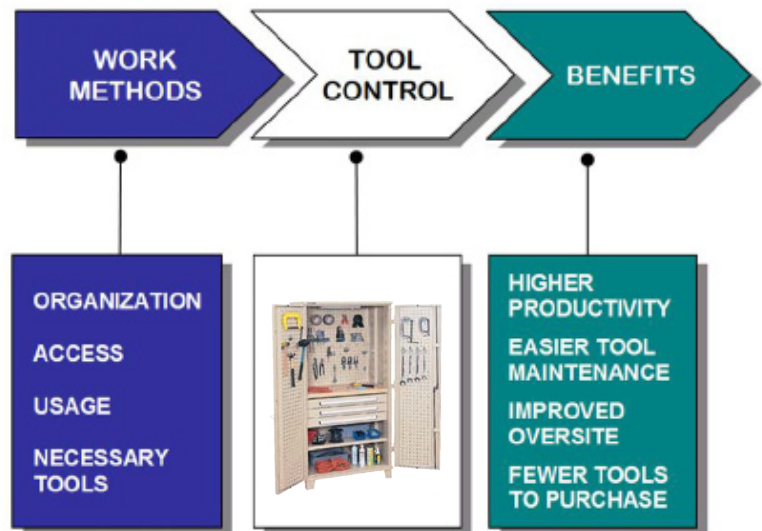 WORK
METHODS
TOOL
CONTROL
BENEFITS
ORGANIZATION
ACCESS
USAGE
NECESSARY
TOOLS
HIGHER
PRODUCTIVITY
EASIER TOOL
MAINTENANCE
IMPROVED
OVERSITE
FEWER TOOLS
TO PURCHASE